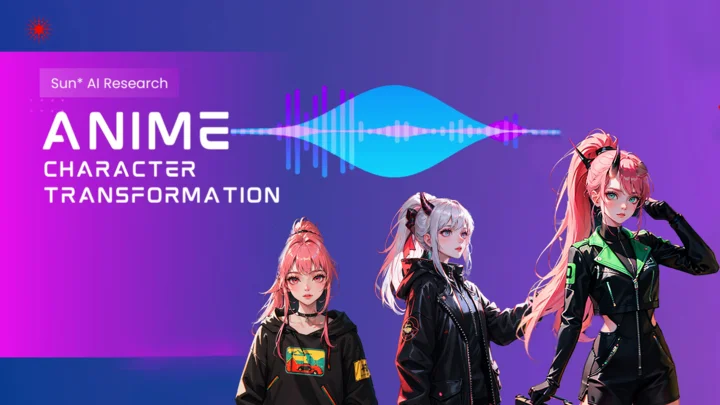 Sun* AI Research
ANIME
CHARACTER
TRANSFORMATION